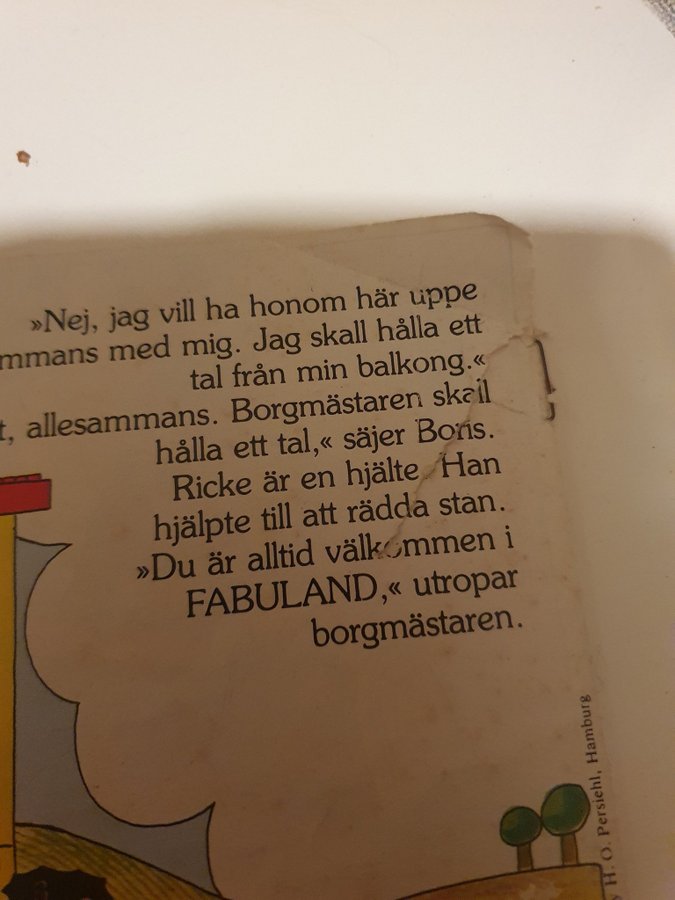 »Nej, jag vill ha honom här uppe
mmans med mig. Jag skall hålla ett
tal från min balkong.«
t, allesammans. Borgmästaren skall
hålla ett tal,« säjer Boris.
Ricke är en hjälte. Han
hjälpte till att rädda stan.
»Du är alltid välkommen i
FABULAND,« utropar
borgmästaren.
H. O. Persiehl, Hamburg